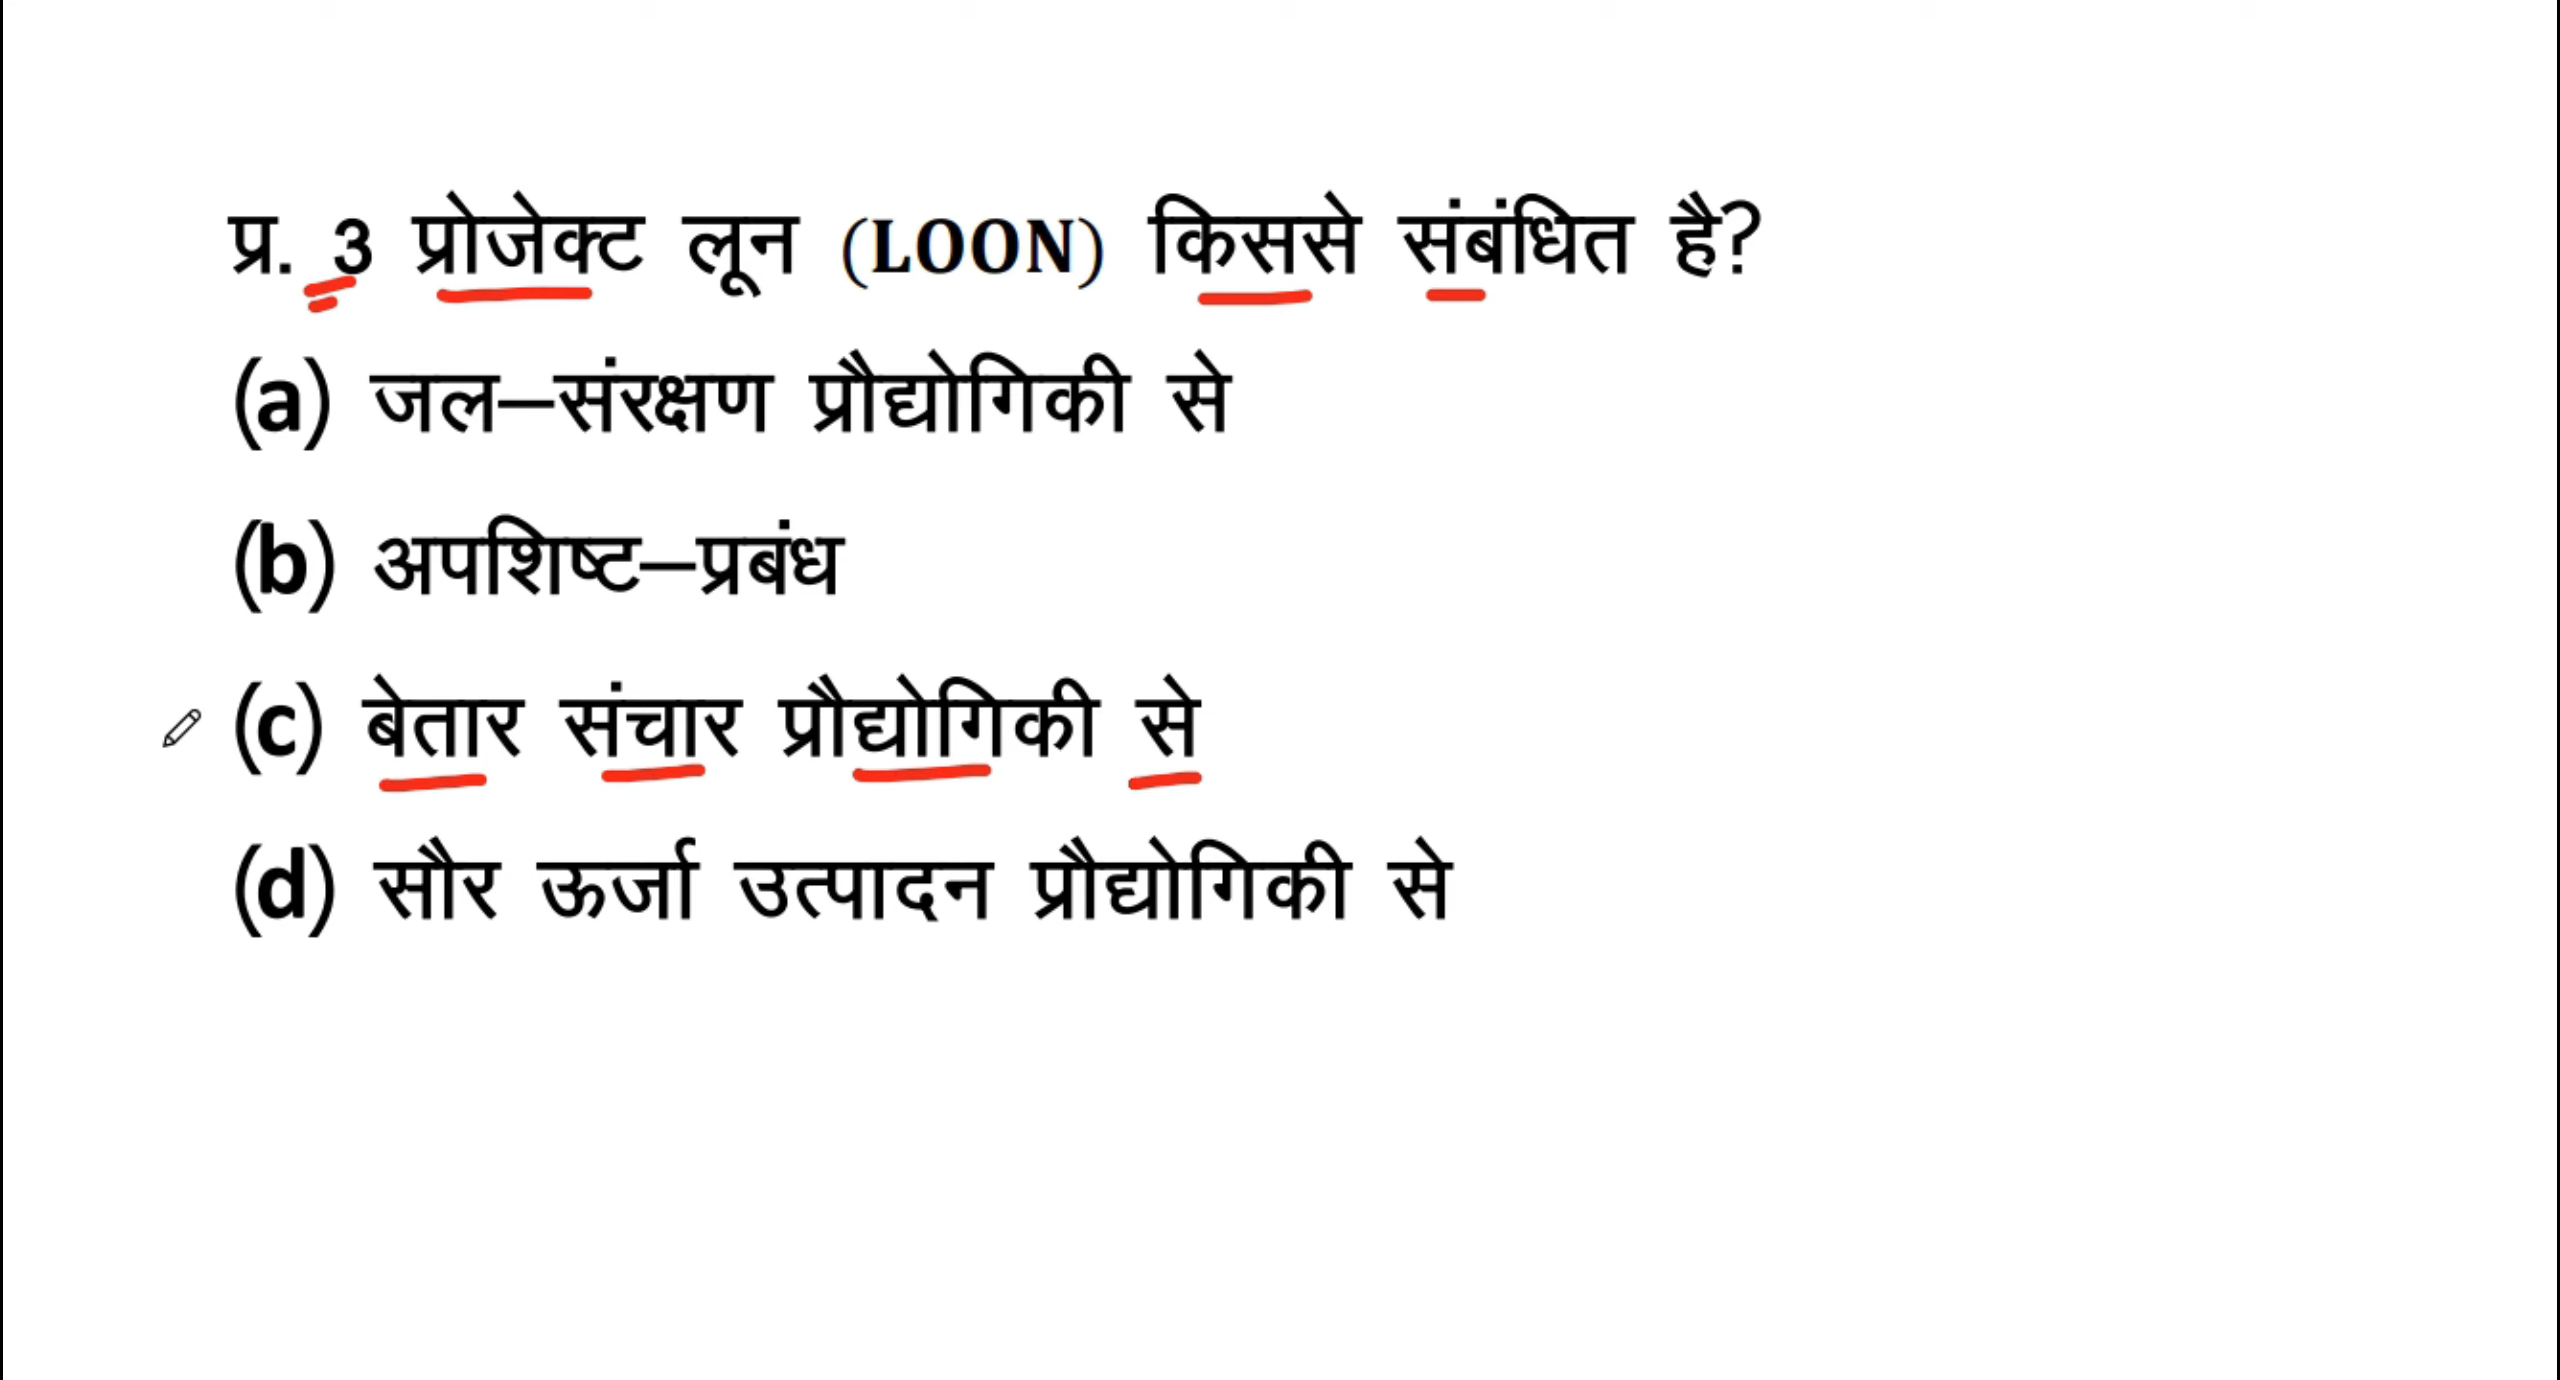 प्र. 3 प्रोजेक्ट लून (LOON) किससे संबंधित है?
(a) जल–संरक्षण प्रौद्योगिकी से
(b) अपशिष्ट–प्रबंध
(c) बेतार संचार प्रौद्योगिकी से
(d) सौर ऊर्जा उत्पादन प्रौद्योगिकी से